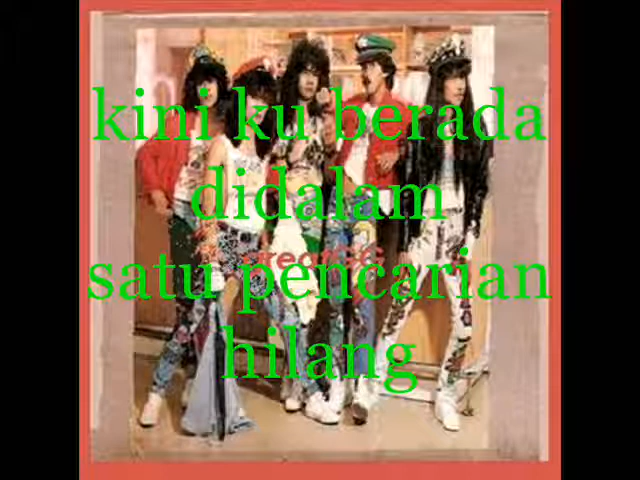 kini ku berada
didalam
satu pencarian
hilang